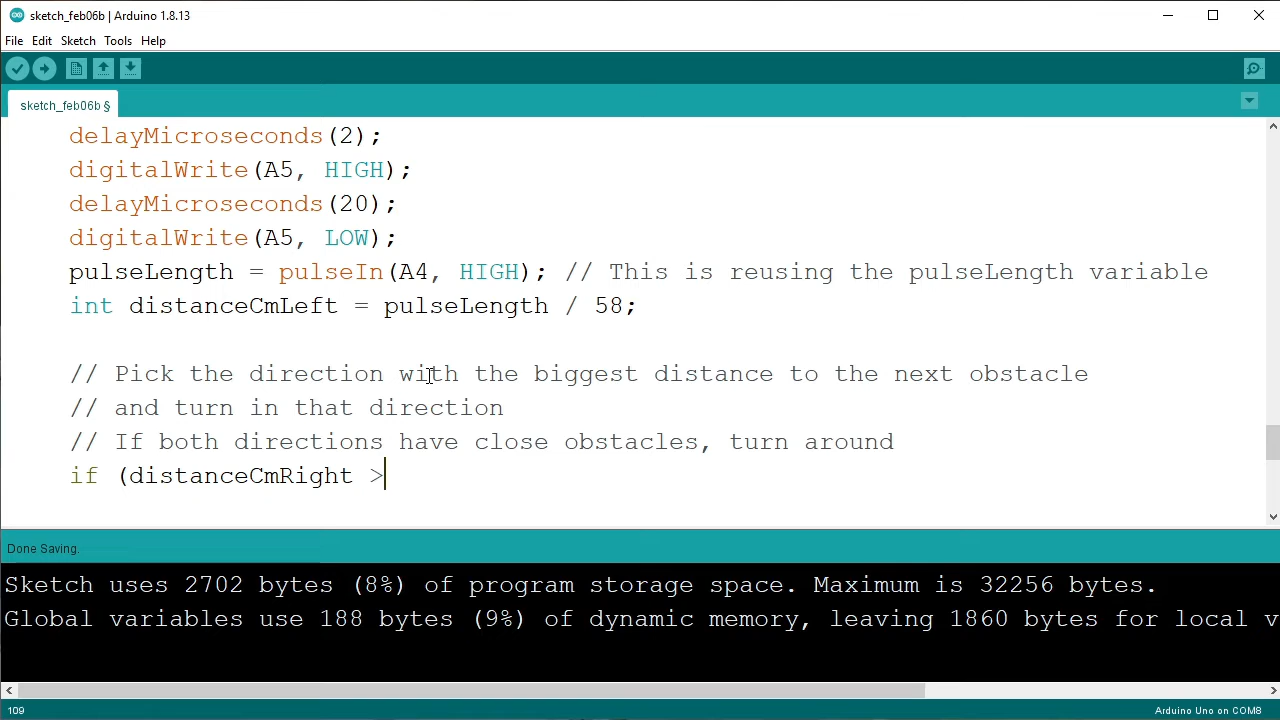 sketch_feb06b | Arduino 1.8.13
File Edit Sketch Tools Help
sketch_feb06b §
delayMicroseconds(2);
digitalWrite(A5, HIGH);
delayMicroseconds(20);
digitalWrite(A5, LOW);
pulseLength = pulseIn(A4, HIGH); // This is reusing the pulseLength variable
int distanceCmLeft = pulseLength / 58;
// Pick the direction with the biggest distance to the next obstacle
// and turn in that direction
// If both directions have close obstacles, turn around
if (distanceCmRight >
Done Saving.
Sketch uses 2702 bytes (8%) of program storage space. Maximum is 32256 bytes.
Global variables use 188 bytes (9%) of dynamic memory, leaving 1860 bytes for local v
109
Arduino Uno on COM8